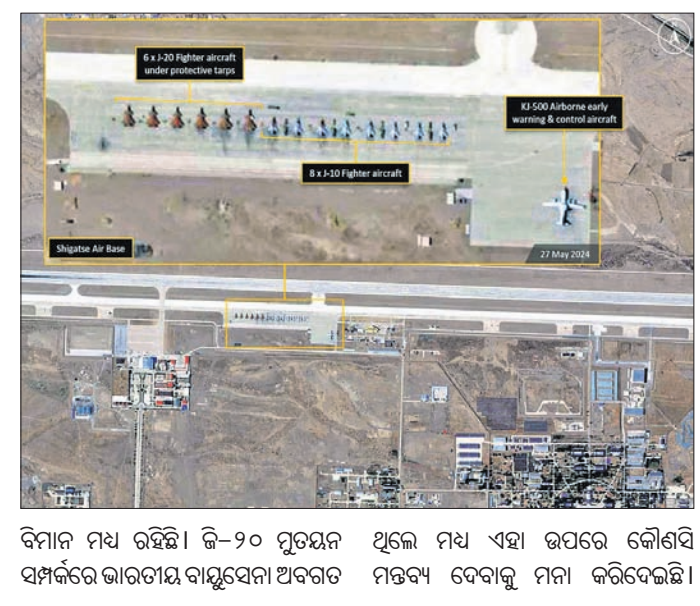 6 x J-20 Fighter aircraft
under protective tarps
KJ-500 Airborne early
warning & control aircraft
8 x J-10 Fighter aircraft
Shigatse Air Base
27 May 2024
ବିମାନ ମଧ୍ୟ ରହିଛି। ଜି-୨୦ ମୁତୟନ
ସମ୍ପର୍କରେ ଭାରତୀୟ ବାୟୁସେନା ଅବଗତ
ଥିଲେ ମଧ୍ୟ ଏହା ଉପରେ କୌଣସି
ମନ୍ତବ୍ୟ ଦେବାକୁ ମନା କରିଦେଇଛି।